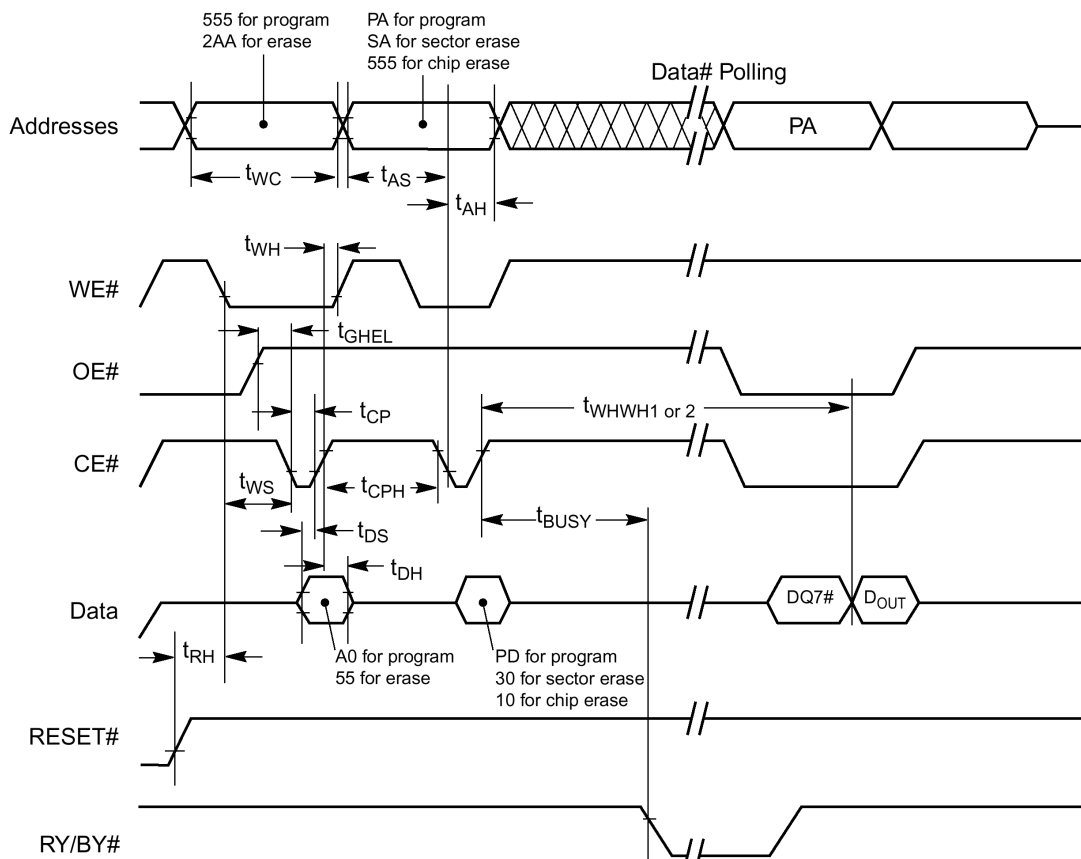 555 for program
2AA for erase
PA for program
SA for sector erase
555 for chip erase
Data# Polling
Addresses
PA
tWC
tAS
tAH
tWH
WE#
tGHEL
OE#
tCP
tWHWH1 or 2
CE#
tWS
tCPH
tDS
tBUSY
tDH
Data
DQ7#
DOUT
tRH
A0 for program
55 for erase
PD for program
30 for sector erase
10 for chip erase
RESET#
RY/BY#